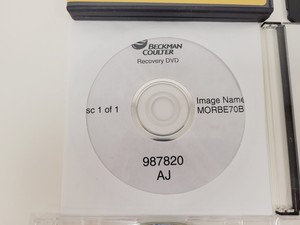 BECKMAN
COULTER
Recovery DVD
sc 1 of 1
Image Name
MORBE70B
987820
AJ